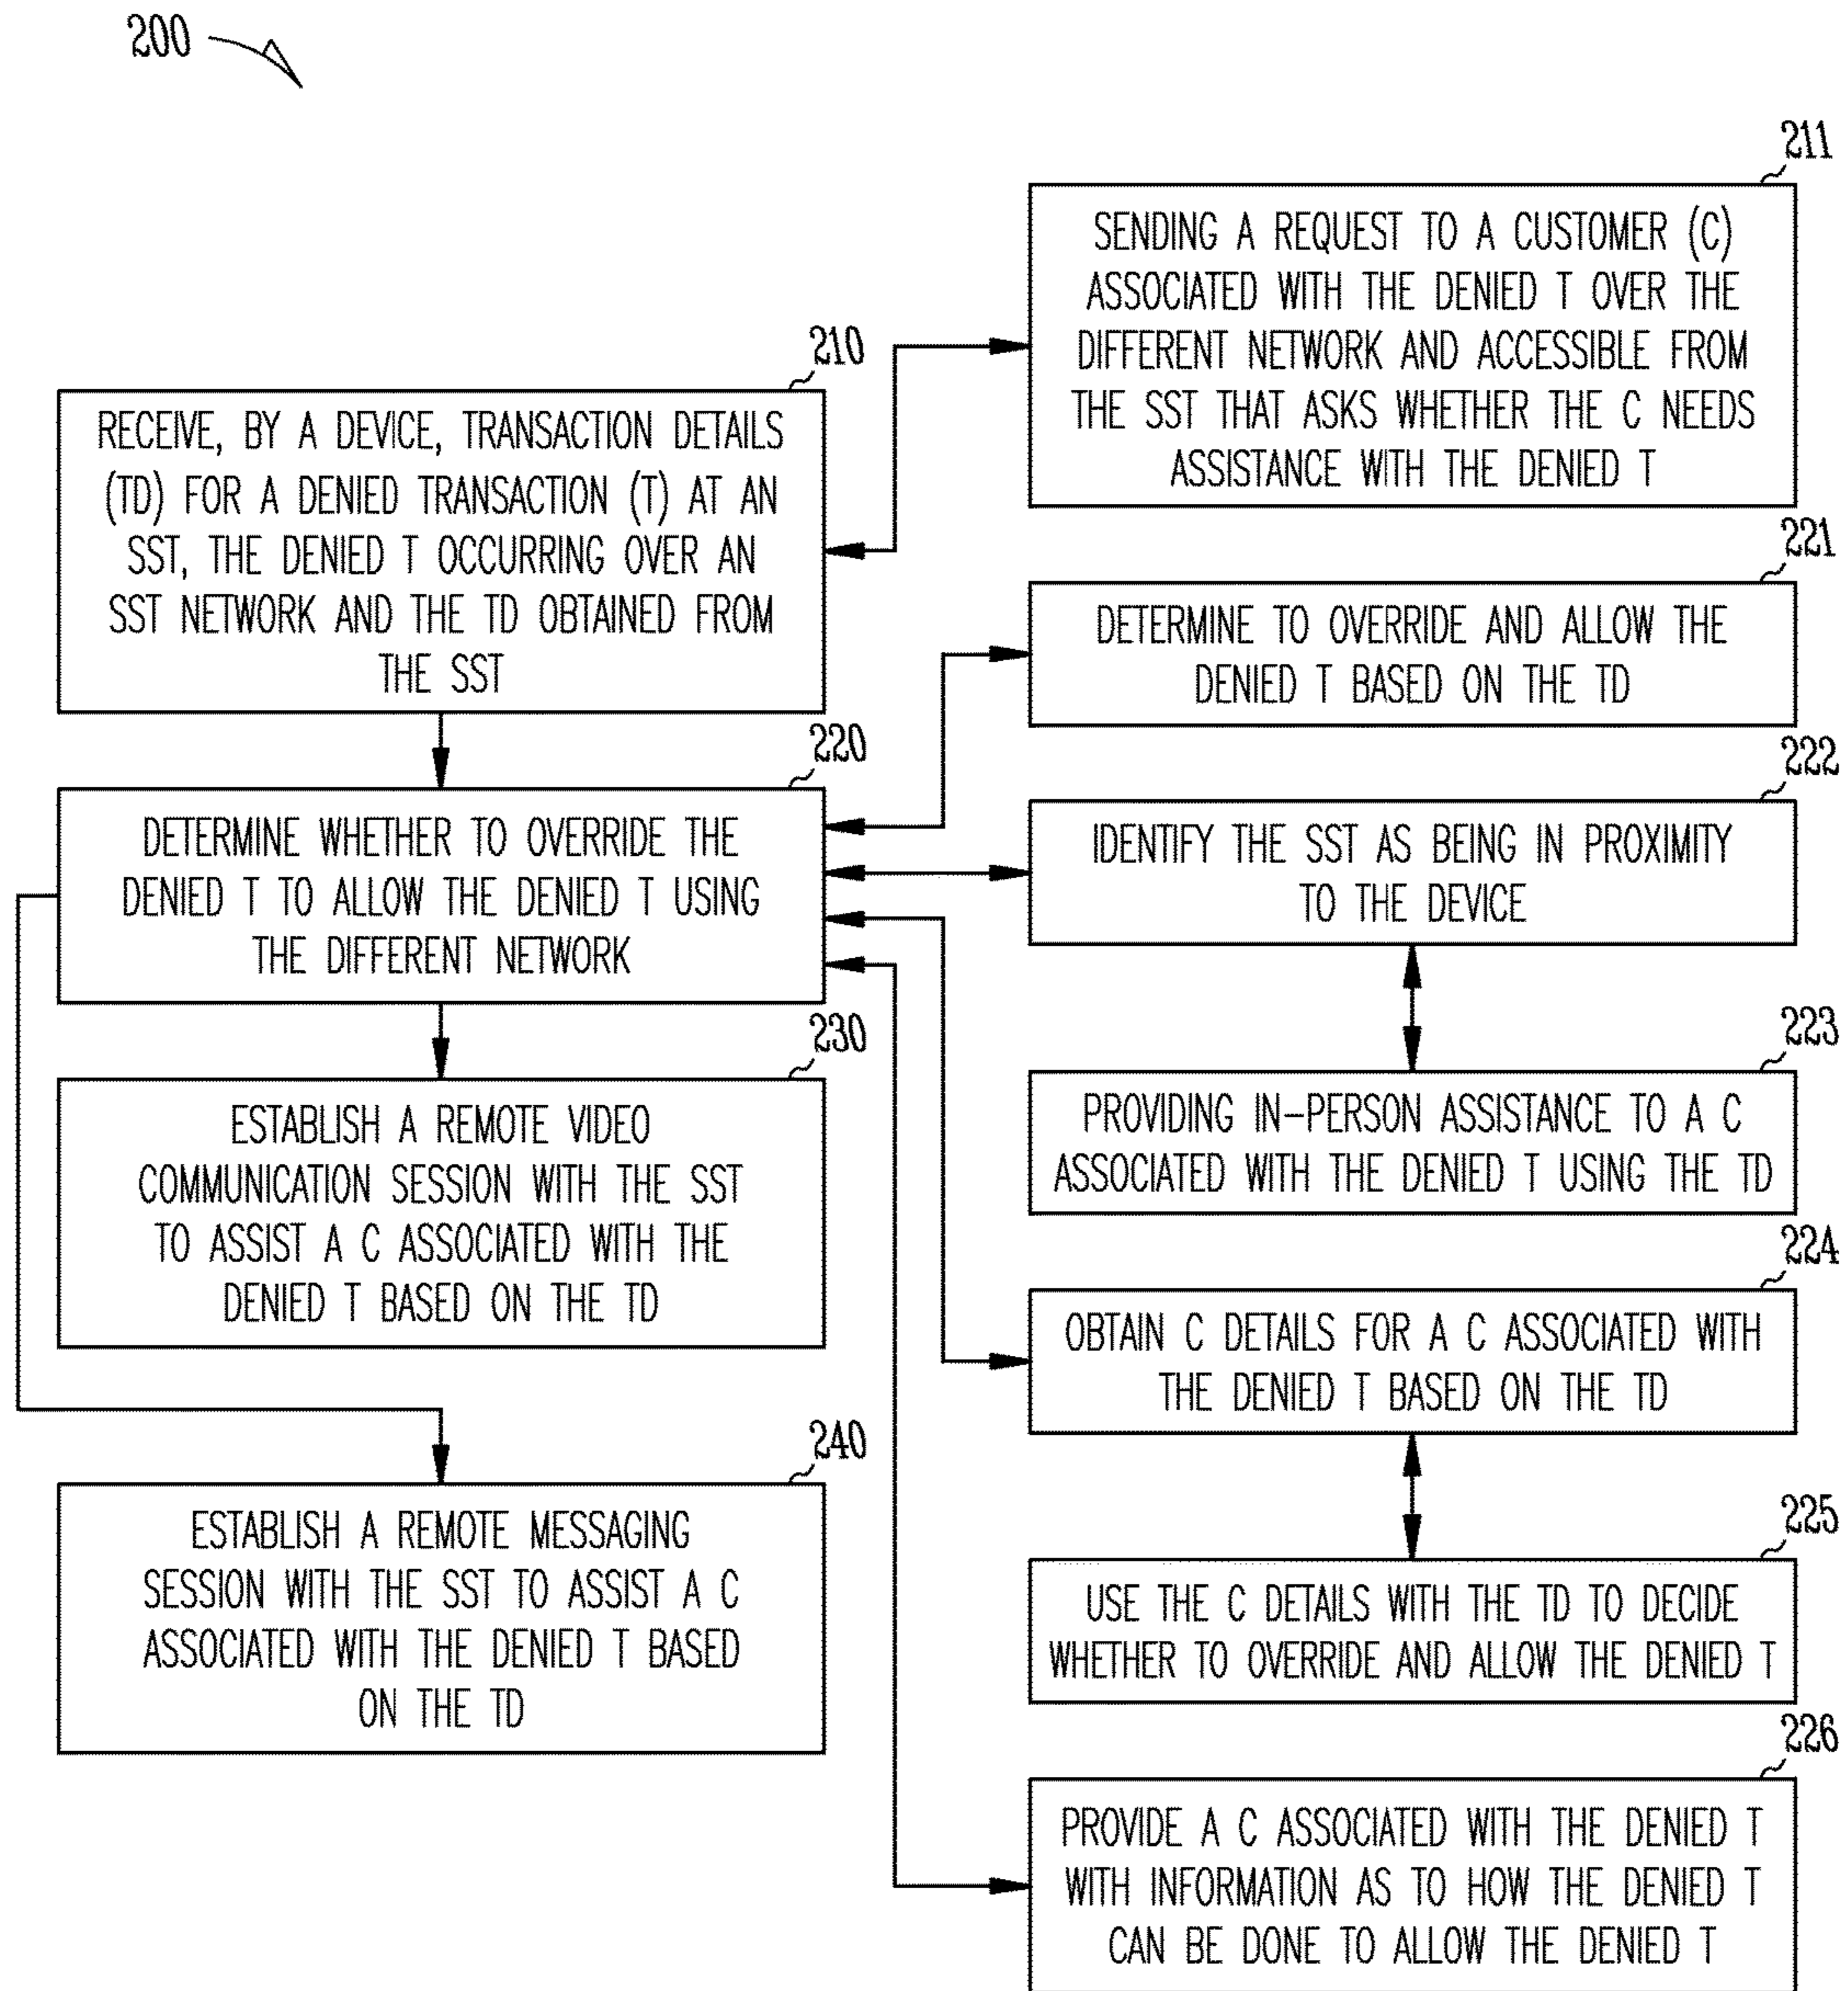 200
211
SENDING A REQUEST TO A CUSTOMER (C)
ASSOCIATED WITH THE DENIED T OVER THE
DIFFERENT NETWORK AND ACCESSIBLE FROM
THE SST THAT ASKS WHETHER THE C NEEDS
ASSISTANCE WITH THE DENIED T
210
RECEIVE, BY A DEVICE, TRANSACTION DETAILS
(TD) FOR A DENIED TRANSACTION (T) AT AN
SST, THE DENIED T OCCURRING OVER AN
SST NETWORK AND THE TD OBTAINED FROM
THE SST
221
DETERMINE TO OVERRIDE AND ALLOW THE
DENIED T BASED ON THE TD
220
DETERMINE WHETHER TO OVERRIDE THE
DENIED T TO ALLOW THE DENIED T USING
THE DIFFERENT NETWORK
222
IDENTIFY THE SST AS BEING IN PROXIMITY
TO THE DEVICE
223
PROVIDING IN-PERSON ASSISTANCE TO A C
ASSOCIATED WITH THE DENIED T USING THE TD
230
ESTABLISH A REMOTE VIDEO
COMMUNICATION SESSION WITH THE SST
TO ASSIST A C ASSOCIATED WITH THE
DENIED T BASED ON THE TD
224
OBTAIN C DETAILS FOR A C ASSOCIATED WITH
THE DENIED T BASED ON THE TD
240
ESTABLISH A REMOTE MESSAGING
SESSION WITH THE SST TO ASSIST A C
ASSOCIATED WITH THE DENIED T BASED
ON THE TD
225
USE THE C DETAILS WITH THE TD TO DECIDE
WHETHER TO OVERRIDE AND ALLOW THE DENIED T
226
PROVIDE A C ASSOCIATED WITH THE DENIED T
WITH INFORMATION AS TO HOW THE DENIED T
CAN BE DONE TO ALLOW THE DENIED T